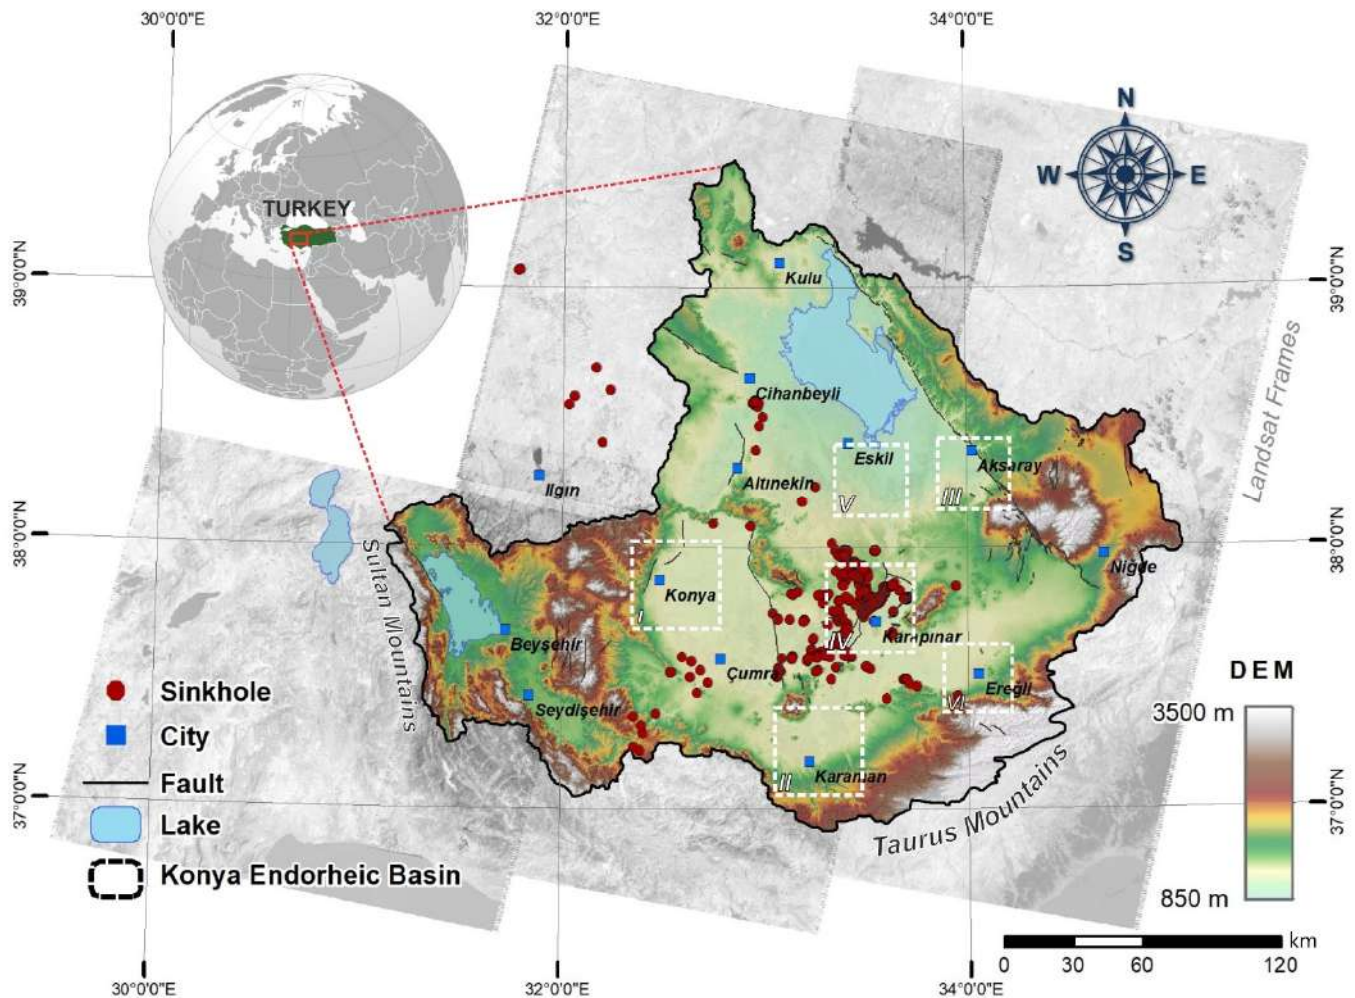 30°0'0"E
32°0'0"E
34°0'0"E
N
W
E
S
TURKEY
39°0'0"N
39°0'0"N
Kulu
Landsat Frames
Cihanbeyli
Eskil
Aksaray
Altınekin
Ilgın
V
III
38°0'0"N
38°0'0"N
Sultan Mountains
Niğde
Konya
I
Karapınar
IV
Beyşehir
Çumra
Ereğli
VI
DEM
Sinkhole
Seydişehir
3500 m
City
Karaman
II
Fault
37°0'0"N
37°0'0"N
Lake
Taurus Mountains
Konya Endorheic Basin
850 m
km
0
30
60
120
30°0'0"E
32°0'0"E
34°0'0"E